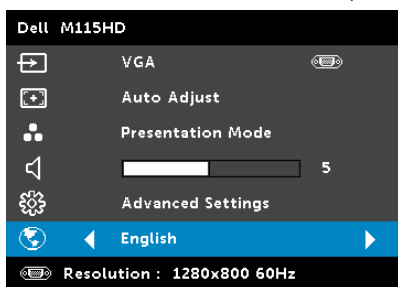 Dell M115HD
VGA
Auto Adjust
Presentation Mode
5
Advanced Settings
English
Resolution : 1280x800 60Hz